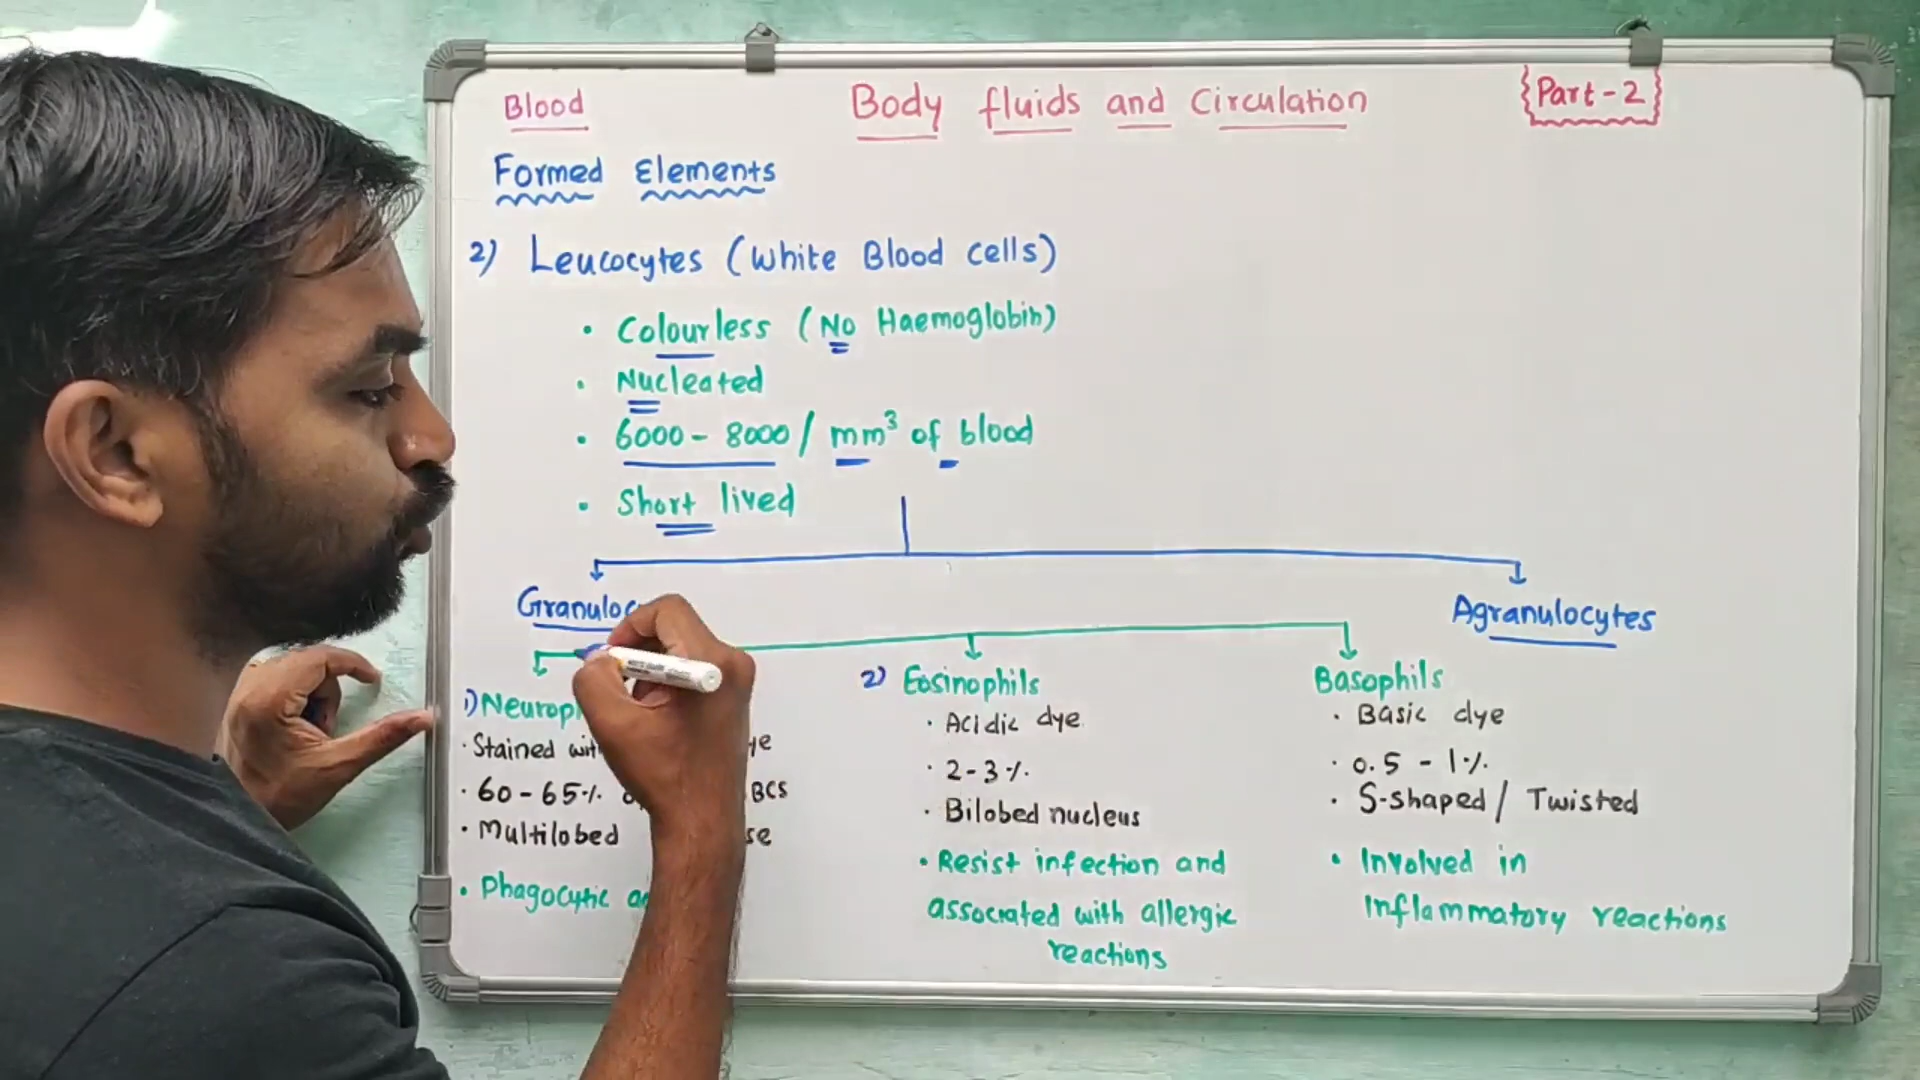 Blood
Body fluids and Circulation
Part-2
Formed Elements
2) Leucocytes (White Blood cells)
• Colourless (No Haemoglobin)
• Nucleated
• 6000 - 8000 / mm³ of blood
• Short lived
Agranulocytes
1)
• Stained
• 60 - 65%
• Multilobed
• Phagocytic
2) Eosinophils
• Acidic dye
• 2-3%
• Bilobed nucleus
• Resist infection and
associated with allergic
reactions
Basophils
• Basic dye
• 0.5 - 1%
• S-shaped / Twisted
• Involved in
Inflammatory reactions